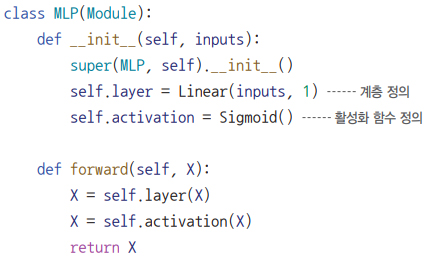 class MLP(Module):
    def __init__(self, inputs):
        super(MLP, self).__init__()
        self.layer = Linear(inputs, 1) ------ 계층 정의
        self.activation = Sigmoid() ------ 활성화 함수 정의

    def forward(self, X):
        X = self.layer(X)
        X = self.activation(X)
        return X